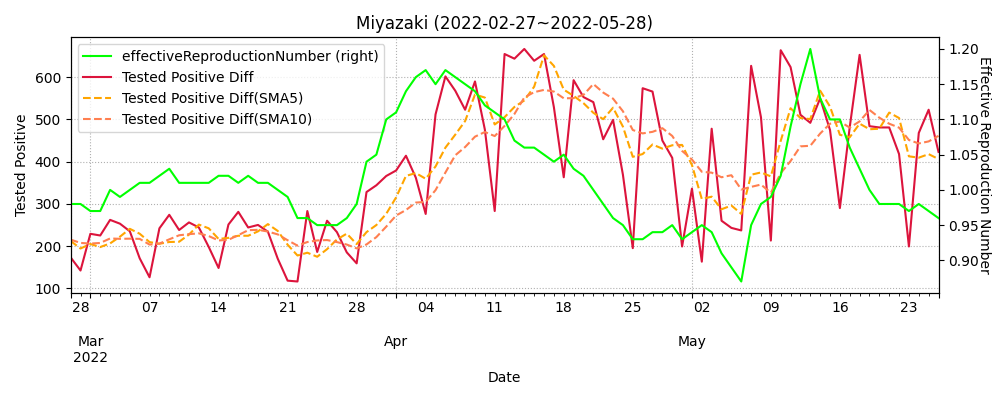 Miyazaki (2022-02-27~2022-05-28)
effectiveReproductionNumber (right)
Tested Positive Diff
Tested Positive Diff(SMA5)
Tested Positive Diff(SMA10)
Tested Positive
600
500
400
300
200
100
1.20
1.15
1.10
1.05
1.00
0.95
0.90
Effective Reproduction Number
28 07 14 21 28 04 11 18 25 02 09 16 23
Mar Apr May
2022
Date